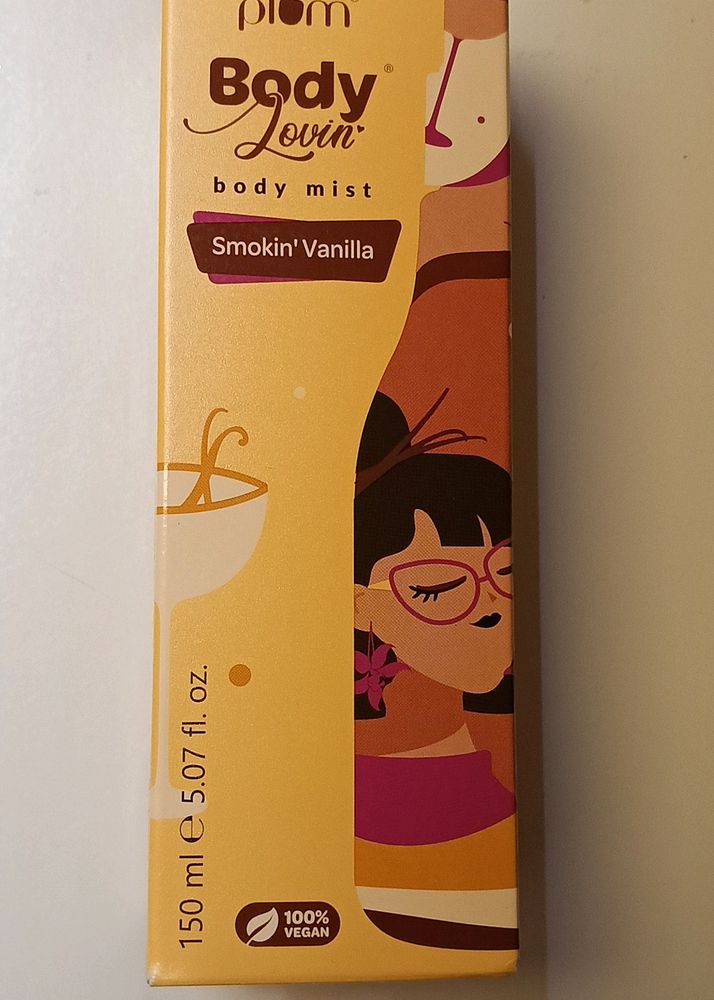 plum®
Body®
Lovin'
body mist
Smokin' Vanilla
150 ml ℮ 5.07 fl. oz.
100%
VEGAN